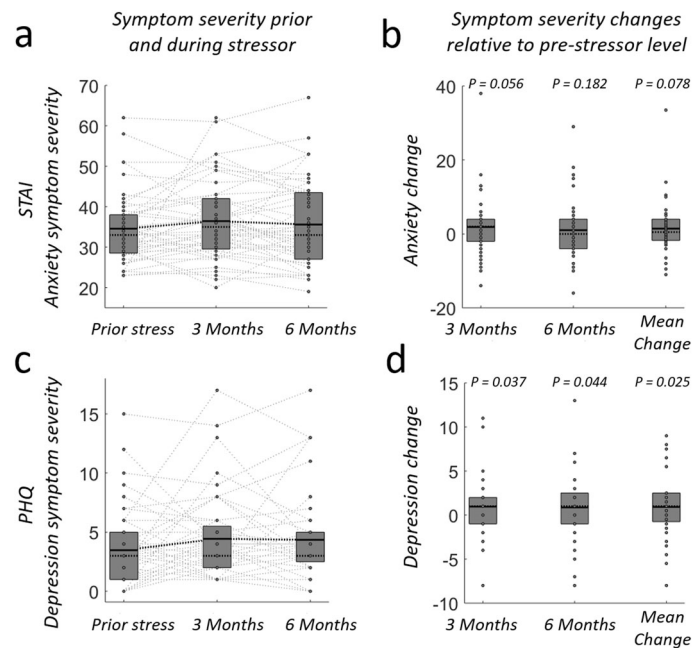 a
Symptom severity prior
and during stressor
b
Symptom severity changes
relative to pre-stressor level
STAI
Anxiety symptom severity
70
60
50
40
30
20
Prior stress 3 Months 6 Months
Anxiety change
P = 0.056 P = 0.182 P = 0.078
40
20
0
-20
3 Months 6 Months Mean
Change
c
PHQ
Depression symptom severity
15
10
5
0
Prior stress 3 Months 6 Months
d
Depression change
P = 0.037 P = 0.044 P = 0.025
15
10
5
0
-5
-10
3 Months 6 Months Mean
Change